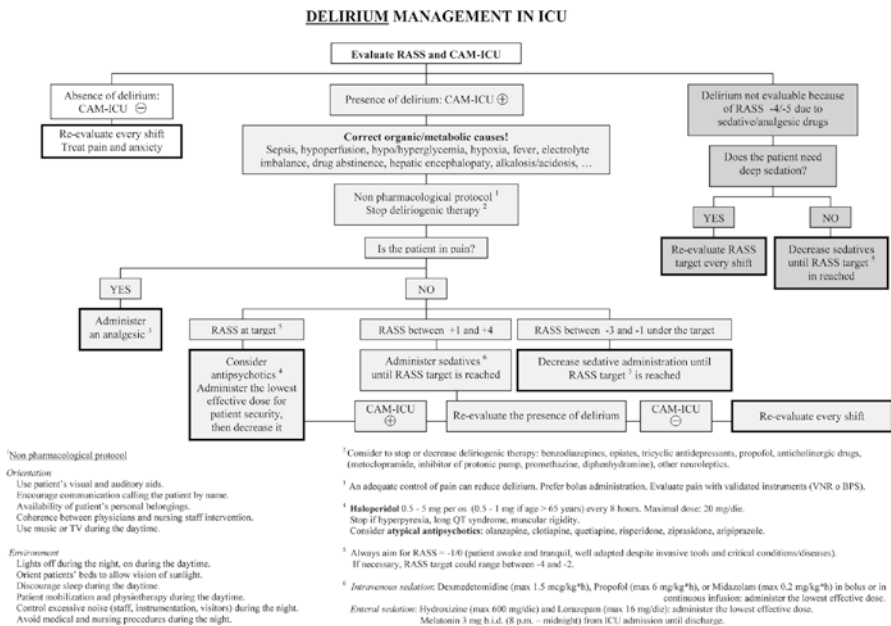 DELIRIUM MANAGEMENT IN ICU
Evaluate RASS and CAM-ICU
Absence of delirium:
CAM-ICU ⊖
Re-evaluate every shift
Treat pain and anxiety
Presence of delirium: CAM-ICU ⊕
Correct organic/metabolic causes!
Sepsis, hypoperfusion, hypo/hyperglycemia, hypoxia, fever, electrolyte
imbalance, drug abstinence, hepatic encephalopaty, alkalosis/acidosis, …
Non pharmacological protocol 1
Stop deliriogenic therapy 2
Is the patient in pain?
YES
NO
Administer
an analgesic 3
RASS at target 5
Consider
antipsychotics 4
Administer the lowest
effective dose for
patient security,
then decrease it
RASS between +1 and +4
Administer sedatives 6
until RASS target is reached
RASS between -3 and -1 under the target
Decrease sedative administration until
RASS target 5 is reached
CAM-ICU
⊕
Re-evaluate the presence of delirium
CAM-ICU
⊖
Re-evaluate every shift
Delirium not evaluable because
of RASS -4/-5 due to
sedative/analgesic drugs
Does the patient need
deep sedation?
YES
NO
Re-evaluate RASS
target every shift
Decrease sedatives
until RASS target 5
in reached
1Non pharmacological protocol
Orientation
Use patient's visual and auditory aids.
Encourage communication calling the patient by name.
Availability of patient's personal belongings.
Coherence between physicians and nursing staff intervention.
Use music or TV during the daytime.
Environment
Lights off during the night, on during the daytime.
Orient patients' beds to allow vision of sunlight.
Discourage sleep during the daytime.
Patient mobilization and physiotherapy during the daytime.
Control excessive noise (staff, instrumentation, visitors) during the night.
Avoid medical and nursing procedures during the night.
2 Consider to stop or decrease deliriogenic therapy: benzodiazepines, opiates, tricyclic antidepressants, propofol, anticholinergic drugs,
(metoclopramide, inhibitor of protonic pump, promethazine, diphenhydramine), other neuroleptics.
3 An adequate control of pain can reduce delirium. Prefer bolus administration. Evaluate pain with validated instruments (VNR o BPS).
4 Haloperidol 0.5 - 5 mg per os (0.5 - 1 mg if age > 65 years) every 8 hours. Maximal dose: 20 mg/die.
Stop if hyperpyrexia, long QT syndrome, muscular rigidity.
Consider atypical antipsychotics: olanzapine, clotiapine, quetiapine, risperidone, ziprasidone, aripiprazole.
5 Always aim for RASS = -1/0 (patient awake and tranquil, well adapted despite invasive tools and critical conditions/diseases).
If necessary, RASS target could range between -4 and -2.
6 Intravenous sedation: Dexmedetomidine (max 1.5 mcg/kg*h), Propofol (max 6 mg/kg*h), or Midazolam (max 0.2 mg/kg*h) in bolus or in
continuous infusion: administer the lowest effective dose.
Enteral sedation: Hydroxizine (max 600 mg/die) and Lorazepam (max 16 mg/die): administer the lowest effective dose.
Melatonin 3 mg b.i.d. (8 p.m. – midnight) from ICU admission until discharge.